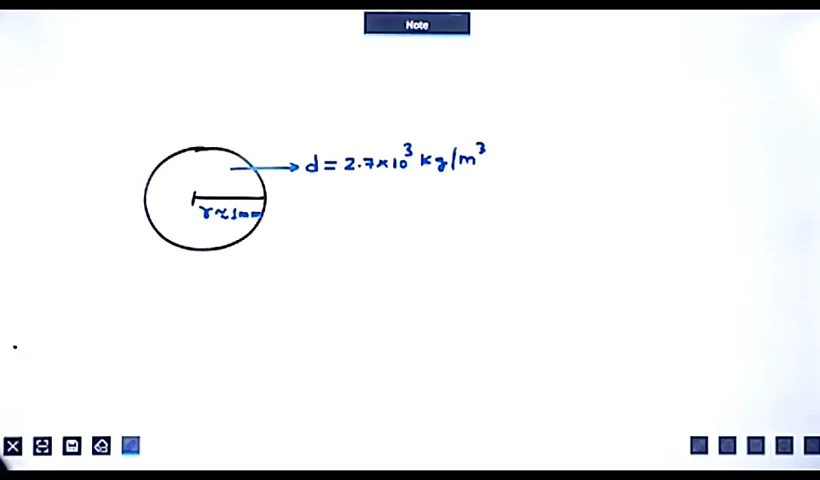 Note
d = 2.7×10³ kg/m³
r ≈ 1mm